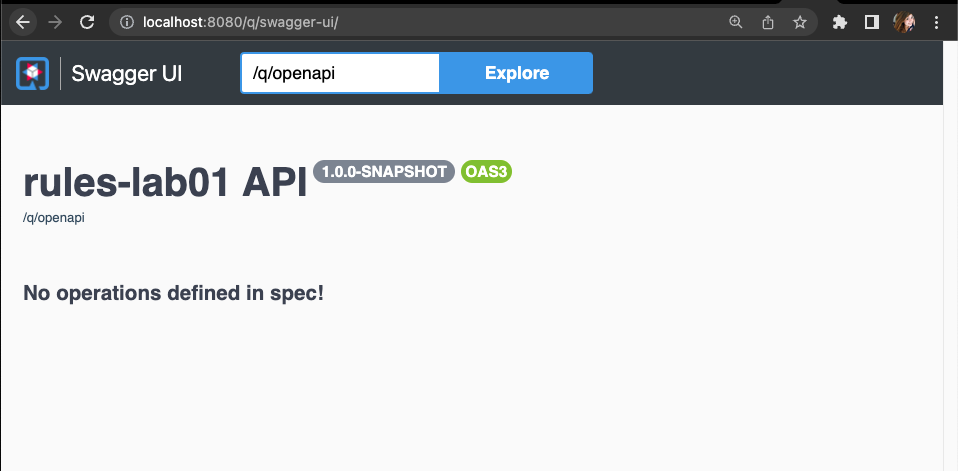 localhost:8080/q/swagger-ui/
Swagger UI
/q/openapi
Explore
rules-lab01 API 1.0.0-SNAPSHOT OAS3
/q/openapi
No operations defined in spec!